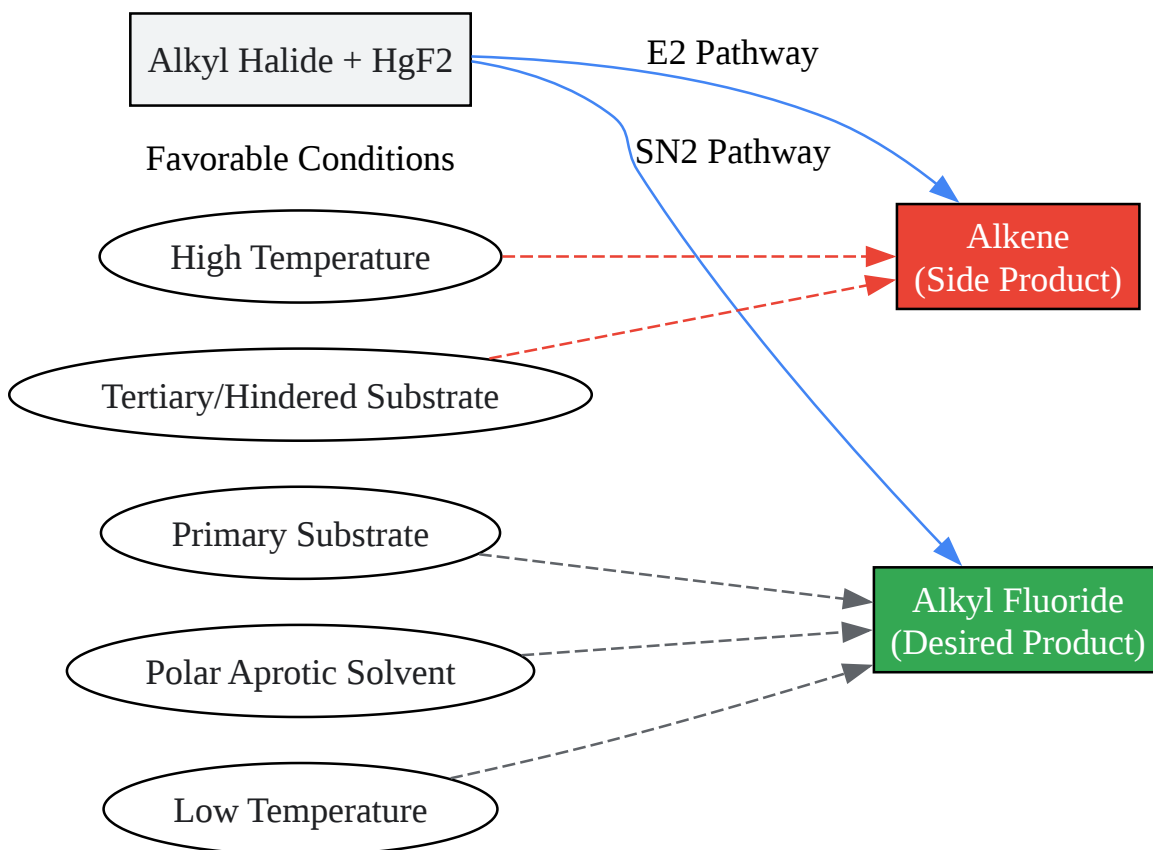 Alkyl Halide + HgF2
E2 Pathway
SN2 Pathway
Favorable Conditions
High Temperature
Alkene
(Side Product)
Tertiary/Hindered Substrate
Primary Substrate
Alkyl Fluoride
(Desired Product)
Polar Aprotic Solvent
Low Temperature